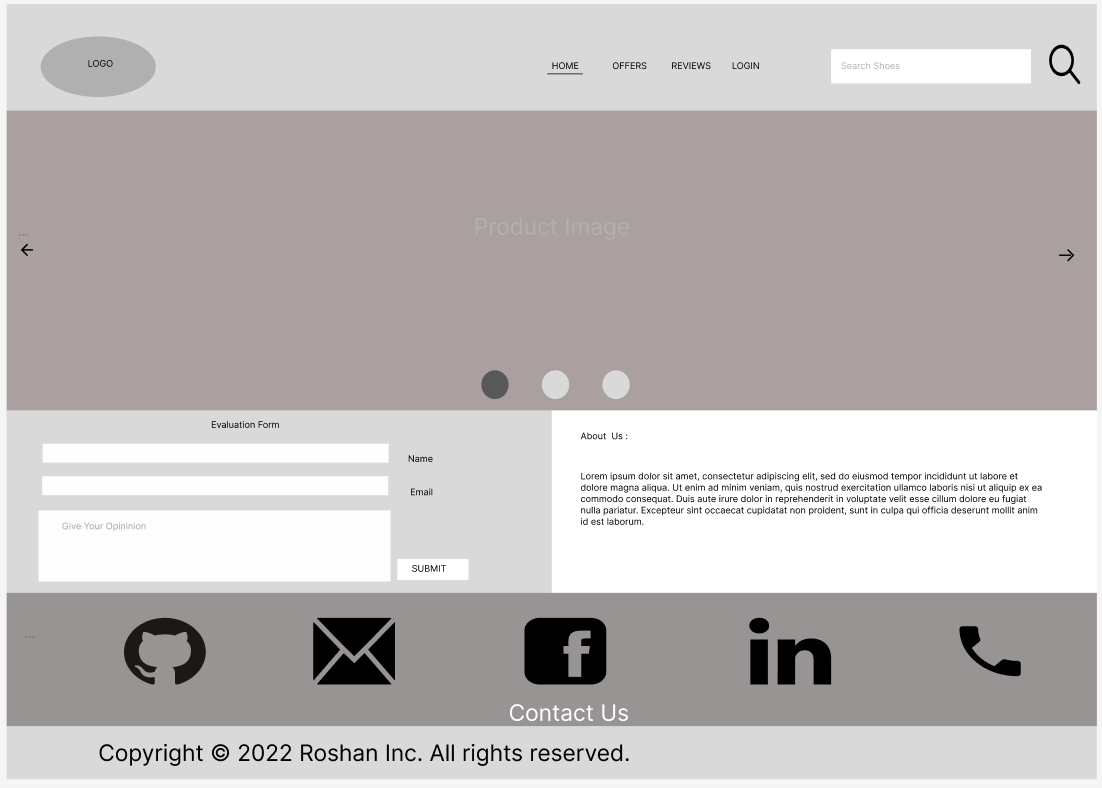 LOGO
HOME
OFFERS
REVIEWS
LOGIN
Search Shoes
Product Image
Evaluation Form
Name
Email
Give Your Opininion
SUBMIT
About  Us :
Lorem ipsum dolor sit amet, consectetur adipiscing elit, sed do eiusmod tempor incididunt ut labore et
dolore magna aliqua. Ut enim ad minim veniam, quis nostrud exercitation ullamco laboris nisi ut aliquip ex ea
commodo consequat. Duis aute irure dolor in reprehenderit in voluptate velit esse cillum dolore eu fugiat
nulla pariatur. Excepteur sint occaecat cupidatat non proident, sunt in culpa qui officia deserunt mollit anim
id est laborum.
in
Contact Us
Copyright © 2022 Roshan Inc. All rights reserved.